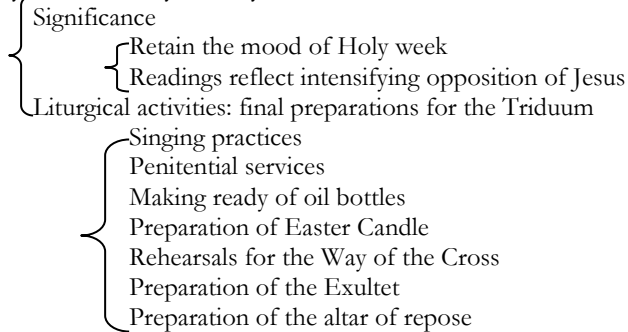 Significance
Retain the mood of Holy week
Readings reflect intensifying opposition of Jesus
Liturgical activities: final preparations for the Triduum
Singing practices
Penitential services
Making ready of oil bottles
Preparation of Easter Candle
Rehearsals for the Way of the Cross
Preparation of the Exultet
Preparation of the altar of repose